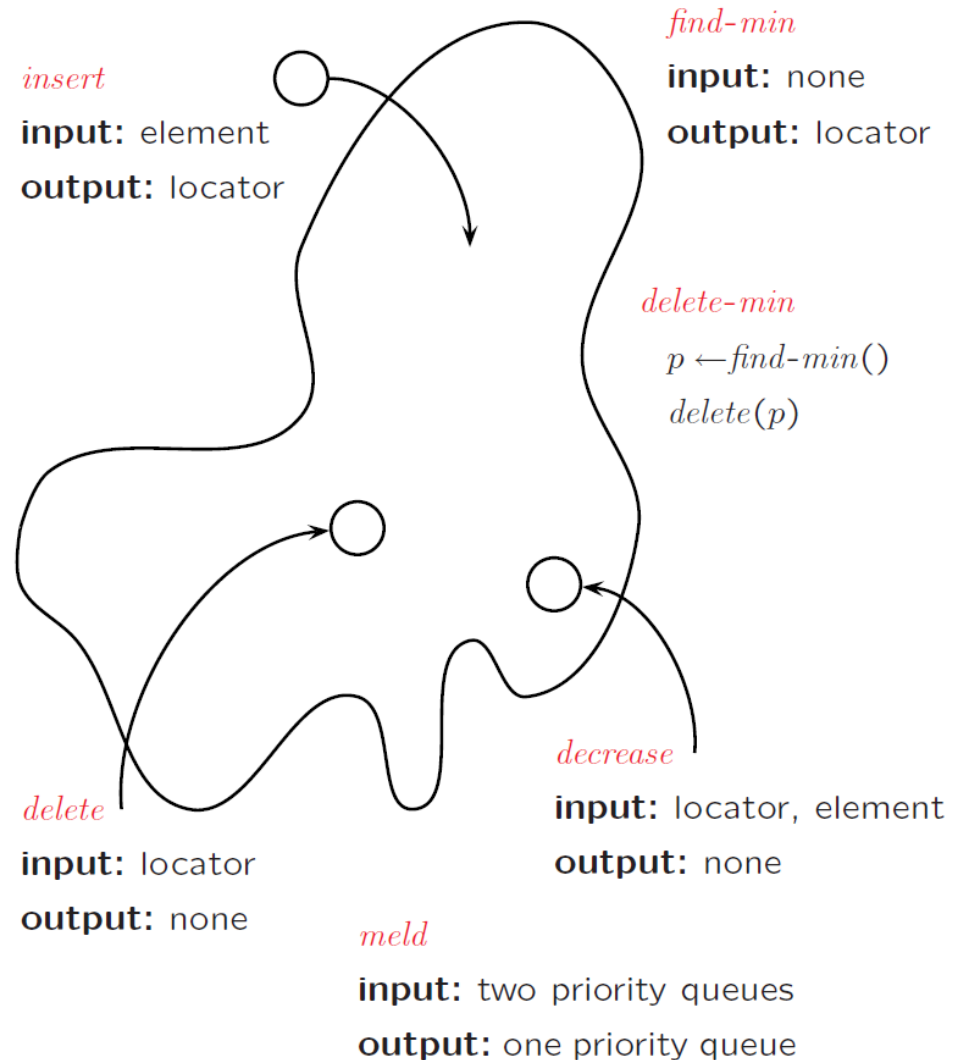 insert
input: element
output: locator
find-min
input: none
output: locator
delete-min
p ←find-min()
delete(p)
delete
input: locator
output: none
decrease
input: locator, element
output: none
meld
input: two priority queues
output: one priority queue